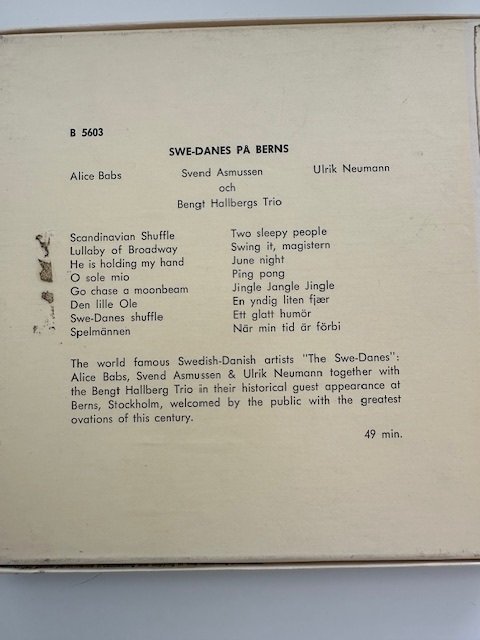 B 5603
SWE-DANES PÅ BERNS
Alice Babs Svend Asmussen Ulrik Neumann
och
Bengt Hallbergs Trio
Scandinavian Shuffle
Lullaby of Broadway
He is holding my hand
O sole mio
Go chase a moonbeam
Den lille Ole
Swe-Danes shuffle
Spelmännen
Two sleepy people
Swing it, magistern
June night
Ping pong
Jingle Jangle Jingle
En yndig liten fjær
Ett glatt humör
När min tid är förbi
The world famous Swedish-Danish artists "The Swe-Danes":
Alice Babs, Svend Asmussen & Ulrik Neumann together with
the Bengt Hallberg Trio in their historical guest appearance at
Berns, Stockholm, welcomed by the public with the greatest
ovations of this century.
49 min.